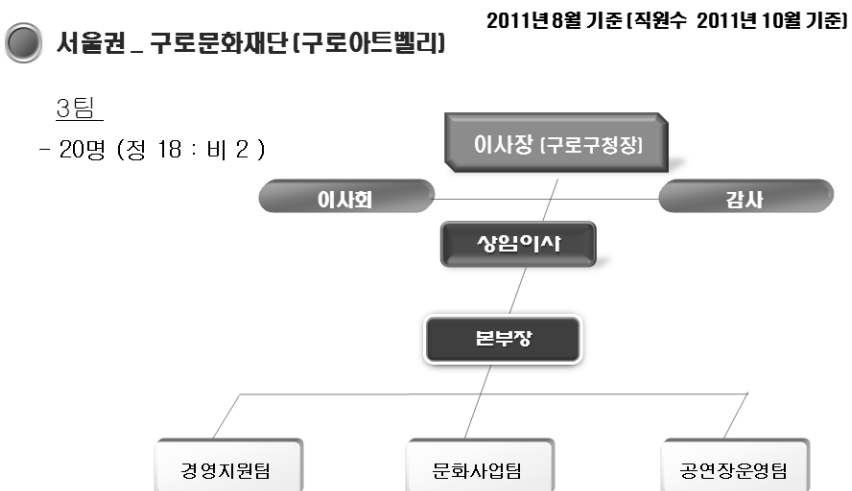 2011년 8월 기준 (직원수 2011년 10월 기준)
서울권 _ 구로문화재단 (구로아트벨리)
3팀
- 20명 (정 18 : 비 2 )
이사장 (구로구청장)
이사회
감사
상임이사
본부장
경영지원팀
문화사업팀
공연장운영팀